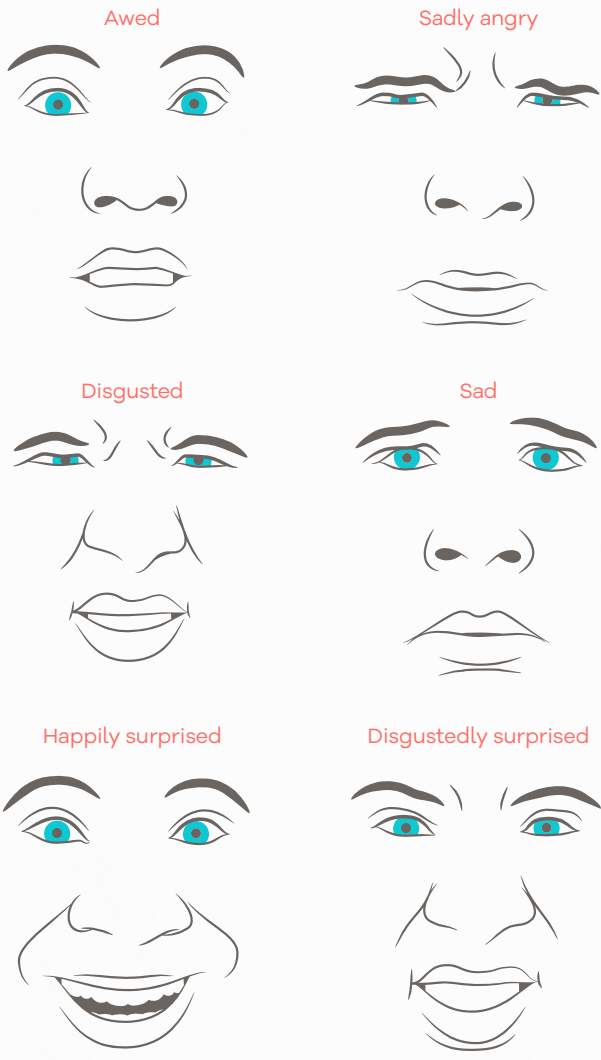 Awed
Sadly angry
Disgusted
Sad
Happily surprised
Disgustedly surprised